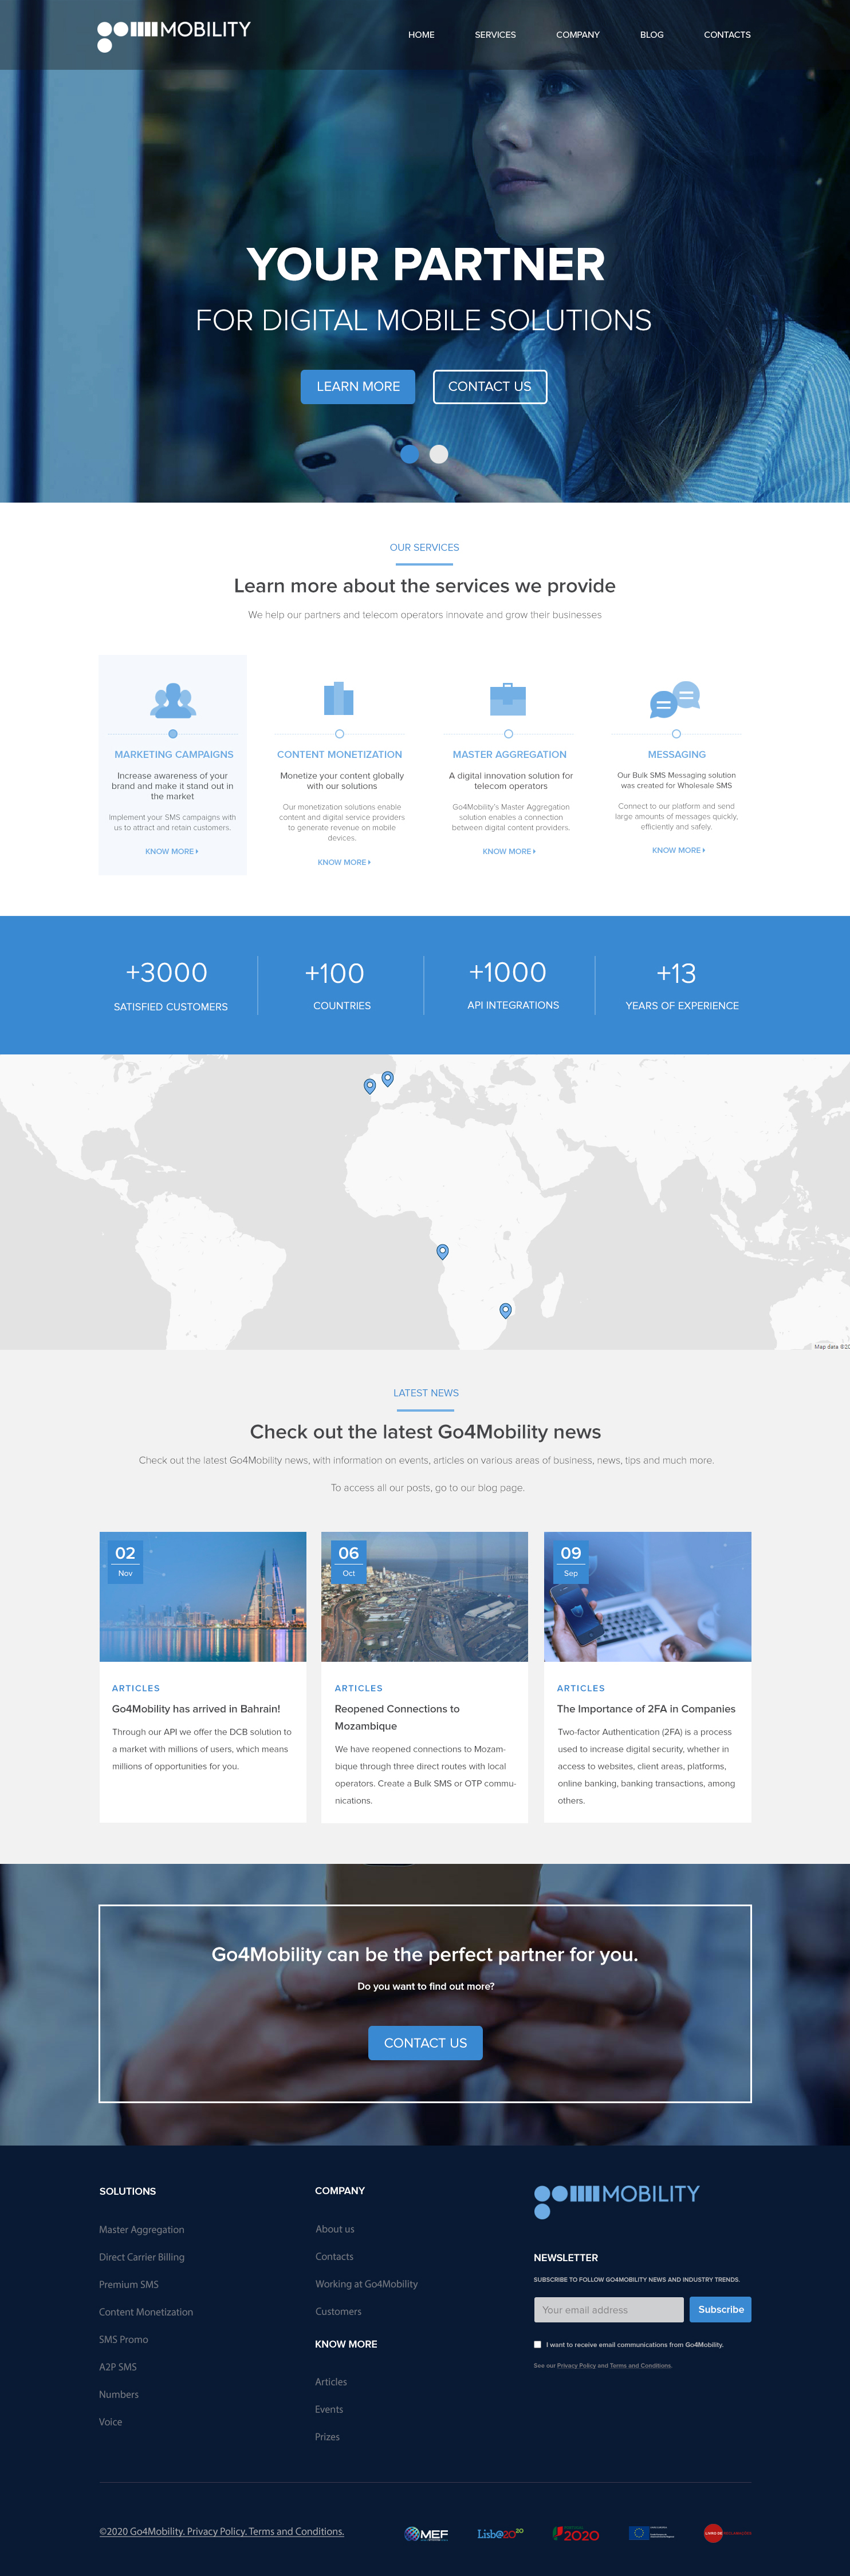 MOBILITY
HOME SERVICES COMPANY BLOG CONTACTS
YOUR PARTNER
FOR DIGITAL MOBILE SOLUTIONS
LEARN MORE CONTACT US
OUR SERVICES
Learn more about the services we provide
We help our partners and telecom operators innovate and grow their businesses
MARKETING CAMPAIGNS
Increase awareness of your
brand and make it stand out in
the market
Implement your SMS campaigns with
us to attract and retain customers.
KNOW MORE
CONTENT MONETIZATION
Monetize your content globally
with our solutions
Our monetization solutions enable
content and digital service providers
to generate revenue on mobile
devices.
KNOW MORE
MASTER AGGREGATION
A digital innovation solution for
telecom operators
Go4Mobility's Master Aggregation
solution enables a connection
between digital content providers.
KNOW MORE
MESSAGING
Our Bulk SMS Messaging solution
was created for Wholesale SMS
Connect to our platform and send
large amounts of messages quickly,
efficiently and safely.
KNOW MORE
+3000
SATISFIED CUSTOMERS
+100
COUNTRIES
+1000
API INTEGRATIONS
+13
YEARS OF EXPERIENCE
Map data ©20
LATEST NEWS
Check out the latest Go4Mobility news
Check out the latest Go4Mobility news, with information on events, articles on various areas of business, news, tips and much more.
To access all our posts, go to our blog page.
02
Nov
ARTICLES
Go4Mobility has arrived in Bahrain!
Through our API we offer the DCB solution to
a market with millions of users, which means
millions of opportunities for you.
06
Oct
ARTICLES
Reopened Connections to
Mozambique
We have reopened connections to Mozam-
bique through three direct routes with local
operators. Create a Bulk SMS or OTP commu-
nications.
09
Sep
ARTICLES
The Importance of 2FA in Companies
Two-factor Authentication (2FA) is a process
used to increase digital security, whether in
access to websites, client areas, platforms,
online banking, banking transactions, among
others.
Go4Mobility can be the perfect partner for you.
Do you want to find out more?
CONTACT US
SOLUTIONS
Master Aggregation
Direct Carrier Billing
Premium SMS
Content Monetization
SMS Promo
A2P SMS
Numbers
Voice
COMPANY
About us
Contacts
Working at Go4Mobility
Customers
KNOW MORE
Articles
Events
Prizes
MOBILITY
NEWSLETTER
SUBSCRIBE TO FOLLOW GO4MOBILITY NEWS AND INDUSTRY TRENDS.
Your email address Subscribe
I want to receive email communications from Go4Mobility.
See our Privacy Policy and Terms and Conditions.
©2020 Go4Mobility. Privacy Policy. Terms and Conditions.
MEF
Lisb@2020
2020
LIVRO DE RECLAMAÇÕES